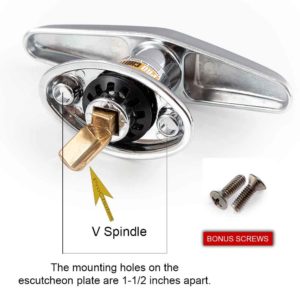 V Spindle
BONUS SCREWS
The mounting holes on the
escutcheon plate are 1-1/2 inches apart.